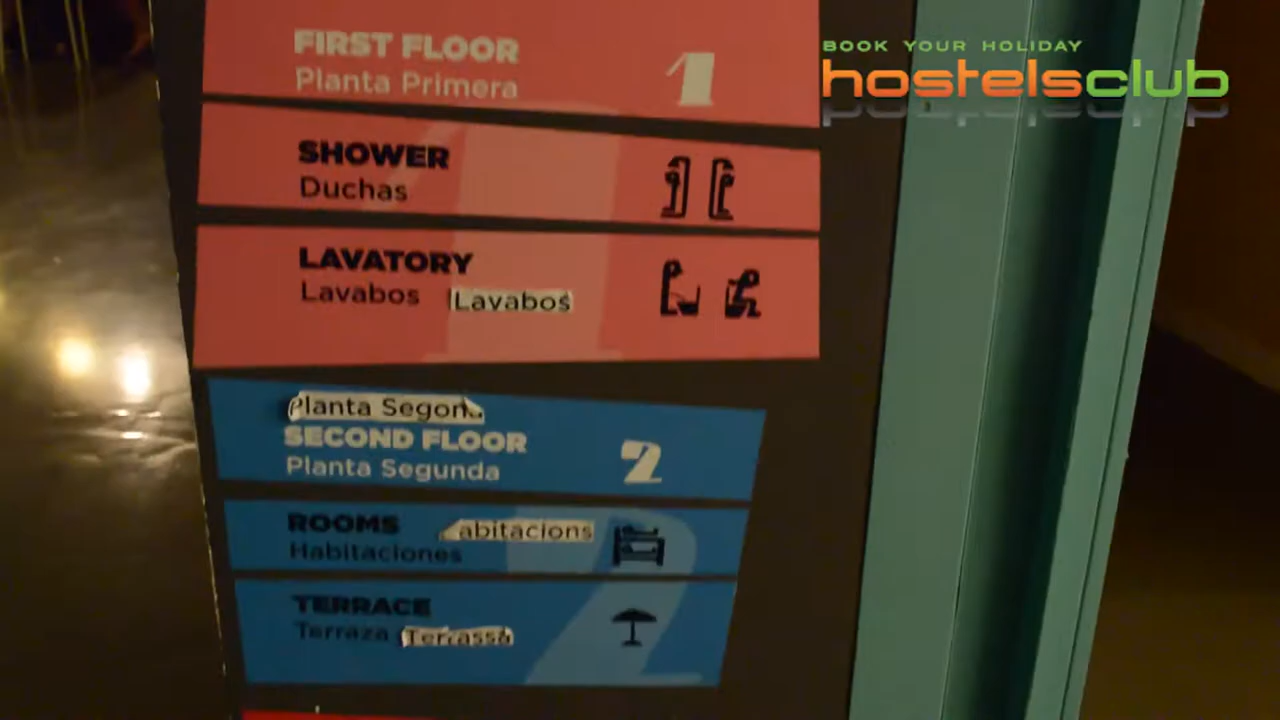 BOOK YOUR HOLIDAY
hostelsclub
FIRST FLOOR
Planta Primera
1
SHOWER
Duchas
LAVATORY
Lavabos Lavabos
Planta Segon
SECOND FLOOR
Planta Segunda
2
ROOMS abitacions
Habitaciones
TERRACE
Terraza Terrassa